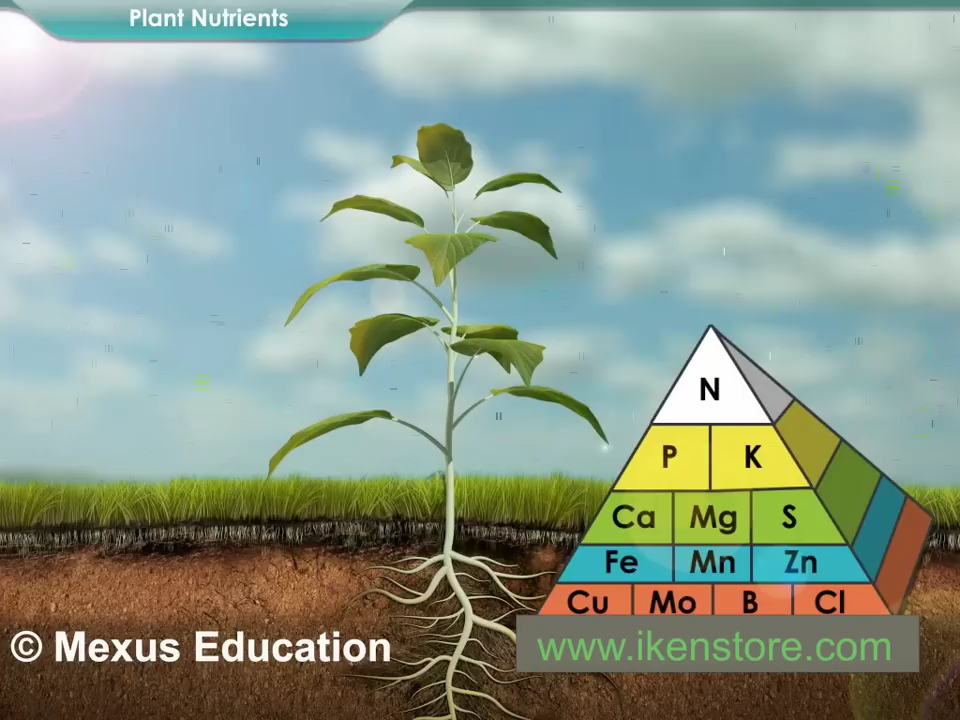 Plant Nutrients
N
P K
Ca Mg S
Fe Mn Zn
Cu Mo B Cl
© Mexus Education
www.ikenstore.com